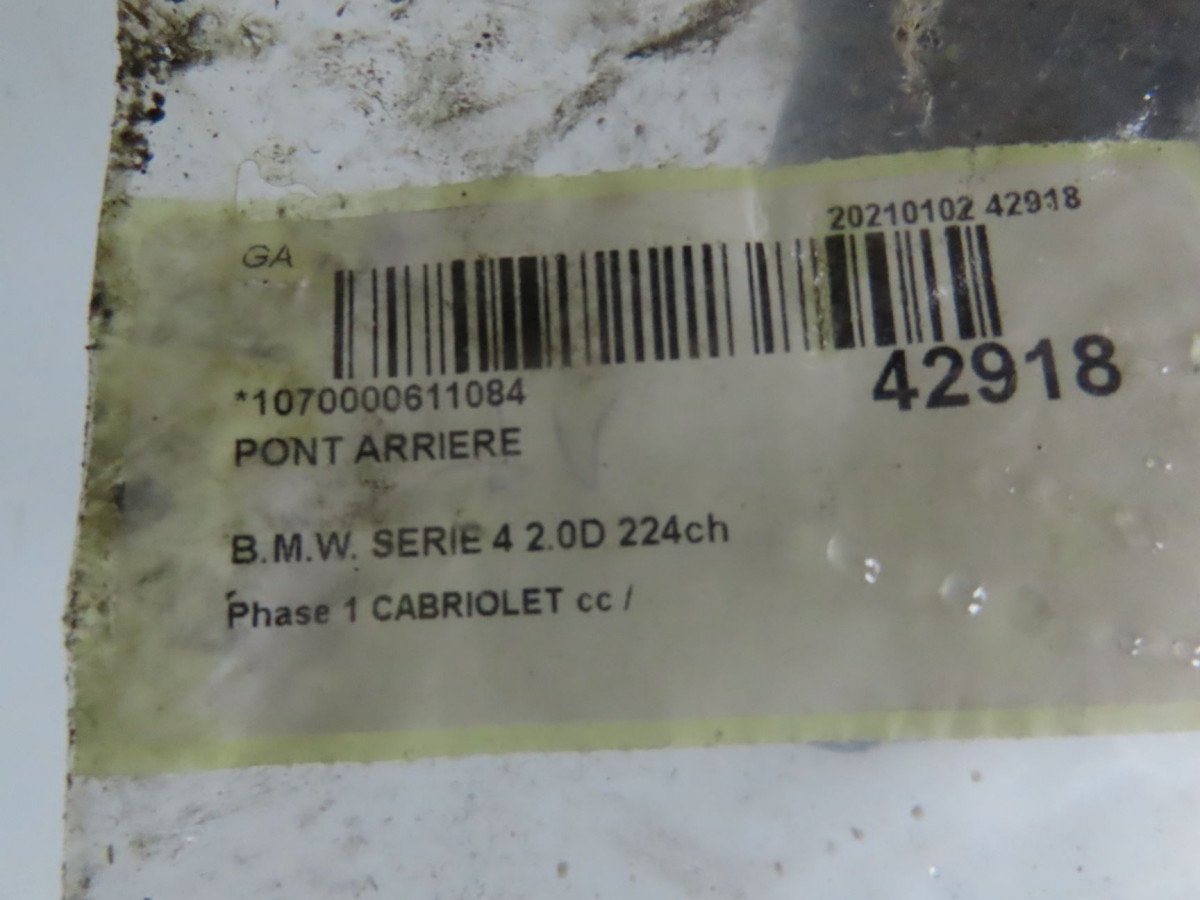 20210102 42918
GA
42918
*1070000611084
PONT ARRIERE
B.M.W. SERIE 4 2.0D 224ch
Phase 1 CABRIOLET cc /